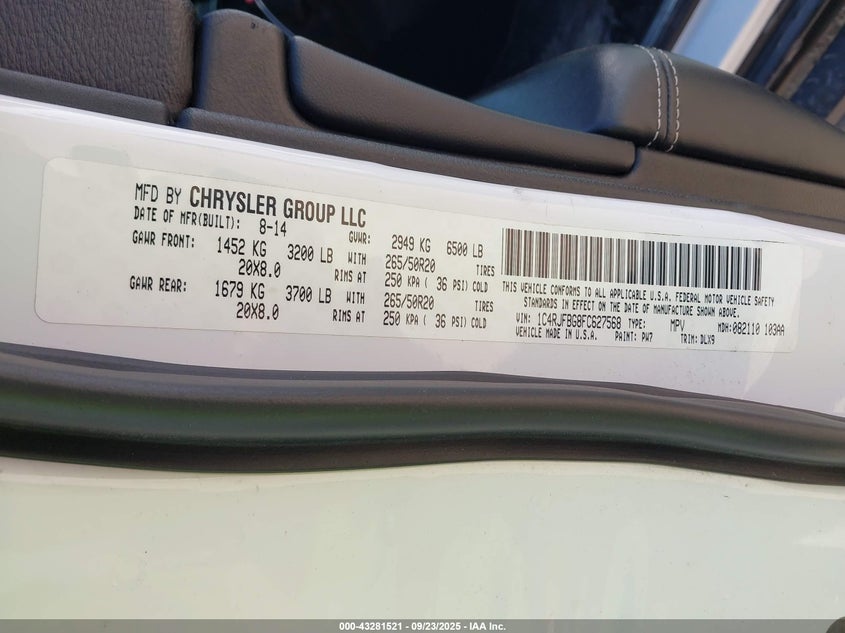 MFD BY CHRYSLER GROUP LLC
DATE OF MFR(BUILT): 8-14 GVWR: 2949 KG 6500 LB
GAWR FRONT: 1452 KG 3200 LB WITH 265/50R20 TIRES
20X8.0 RIMS AT 250 KPA ( 36 PSI) COLD
GAWR REAR: 1679 KG 3700 LB WITH 265/50R20 TIRES
20X8.0 RIMS AT 250 KPA ( 36 PSI) COLD
THIS VEHICLE CONFORMS TO ALL APPLICABLE U.S.A. FEDERAL MOTOR VEHICLE SAFETY
STANDARDS IN EFFECT ON THE DATE OF MANUFACTURE SHOWN ABOVE.
VIN: 1C4RJFBG8FC627568 TYPE: MPV MDH: 082110 103AA
VEHICLE MADE IN U.S.A. PAINT: PW7 TRIM: DLX9
000-43281521 - 09/23/2025 - IAA Inc.